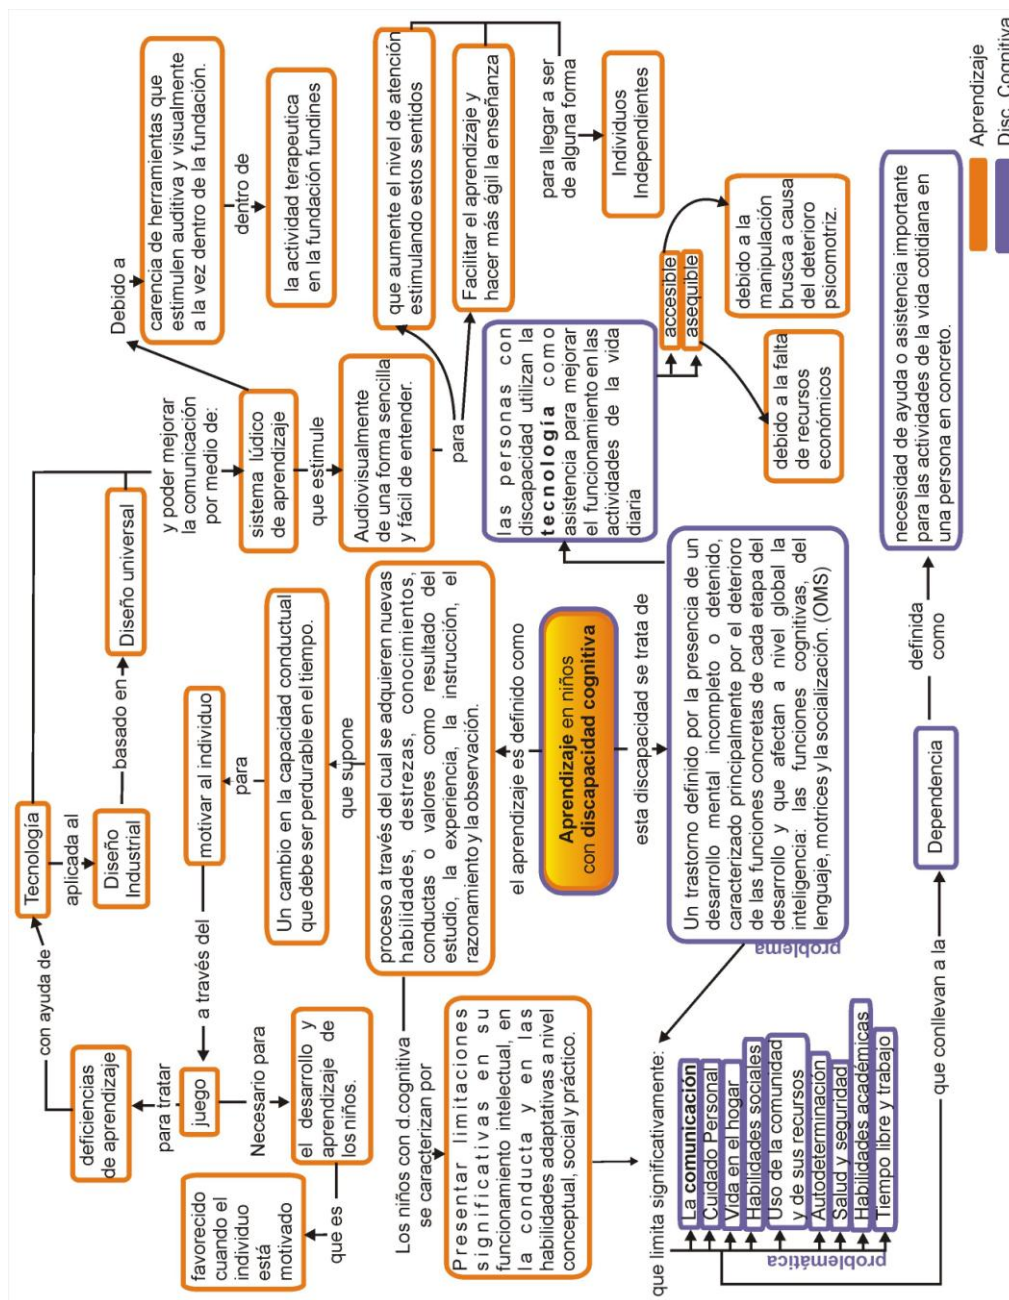 favorecido
cuando el
individuo
está
motivado
que es
el desarrollo y
aprendizaje de
los niños.
Necesario para
juego
para tratar
deficiencias
de aprendizaje
con ayuda de
Tecnología
aplicada al
Diseño
Industrial
basado en
Diseño universal
y poder mejorar
la comunicación
por medio de:
sistema lúdico
de aprendizaje
Debido a
carencia de herramientas que
estimulen auditiva y visualmente
a la vez dentro de la fundación.
dentro de
la actividad terapeutica
en la fundación fundines
que estimule
Audiovisualmente
de una forma sencilla
y fácil de entender.
para
que aumente el nivel de atención
estimulando estos sentidos
Facilitar el aprendizaje y
hacer más ágil la enseñanza
para llegar a ser
de alguna forma
Individuos
Independientes
a través del
motivar al individuo
para
Un cambio en la capacidad conductual
que debe ser perdurable en el tiempo.
que supone
proceso a través del cual se adquieren nuevas
habilidades, destrezas, conocimientos,
conductas o valores como resultado del
estudio, la experiencia, la instrucción, el
razonamiento y la observación.
el aprendizaje es definido como
Aprendizaje en niños
con discapacidad cognitiva
esta discapacidad se trata de
Un trastorno definido por la presencia de un
desarrollo mental incompleto o detenido,
caracterizado principalmente por el deterioro
de las funciones concretas de cada etapa del
desarrollo y que afectan a nivel global la
inteligencia: las funciones cognitivas, del
lenguaje, motrices y la socialización. (OMS)
problema
las personas con
discapacidad utilizan la
tecnología como
asistencia para mejorar
el funcionamiento en las
actividades de la vida
diaria
accesible
asequible
debido a la
manipulación
brusca a causa
del deterioro
psicomotriz.
debido a la falta
de recursos
económicos
Los niños con d.cognitiva
se caracterizan por
Presentar limitaciones
significativas en su
funcionamiento intelectual, en
la conducta y en las
habilidades adaptativas a nivel
conceptual, social y práctico.
que limita significativamente:
La comunicación
Cuidado Personal
Vida en el hogar
Habilidades sociales
Uso de la comunidad
y de sus recursos
Autodeterminación
Salud y seguridad
Habilidades académicas
Tiempo libre y trabajo
problemática
que conllevan a la
Dependencia
definida
como
necesidad de ayuda o asistencia importante
para las actividades de la vida cotidiana en
una persona en concreto.
Aprendizaje
Disc. Cognitiva